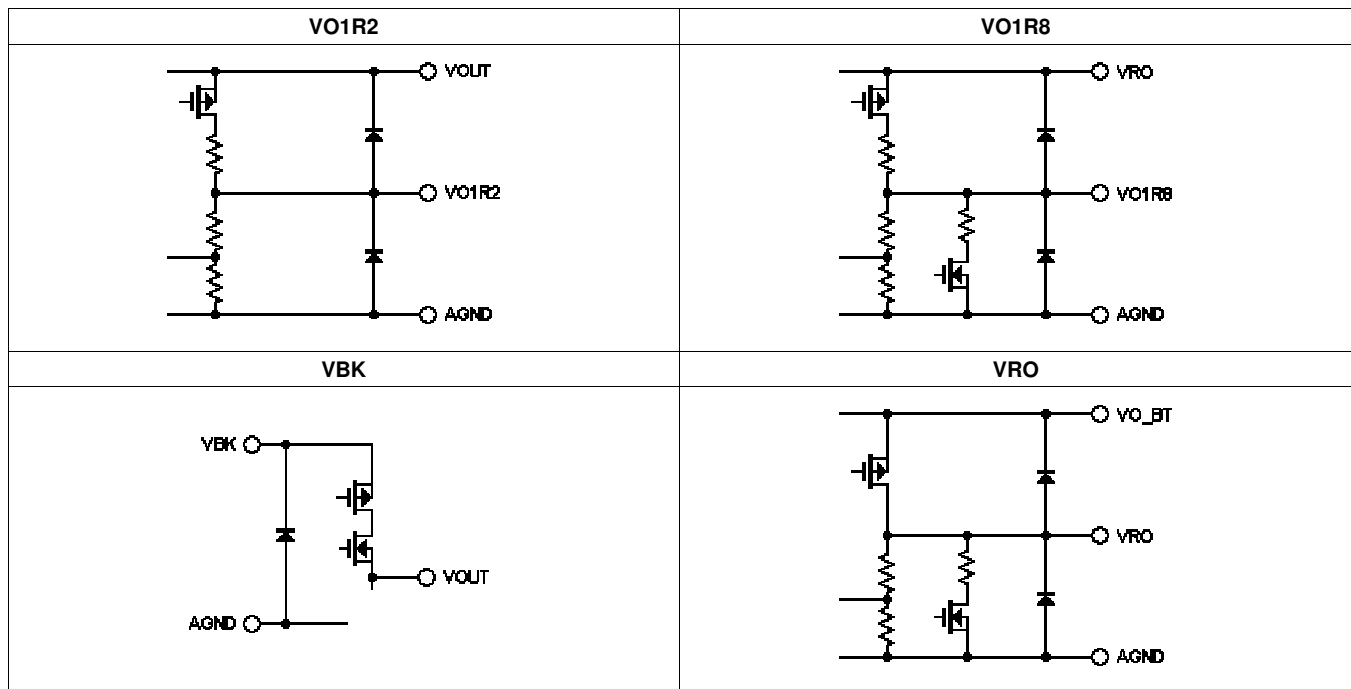 VO1R2
VOUT
VO1R2
AGND
VO1R8
VRO
VO1R8
AGND
VBK
VBK
VOUT
AGND
VRO
VO_BT
VRO
AGND